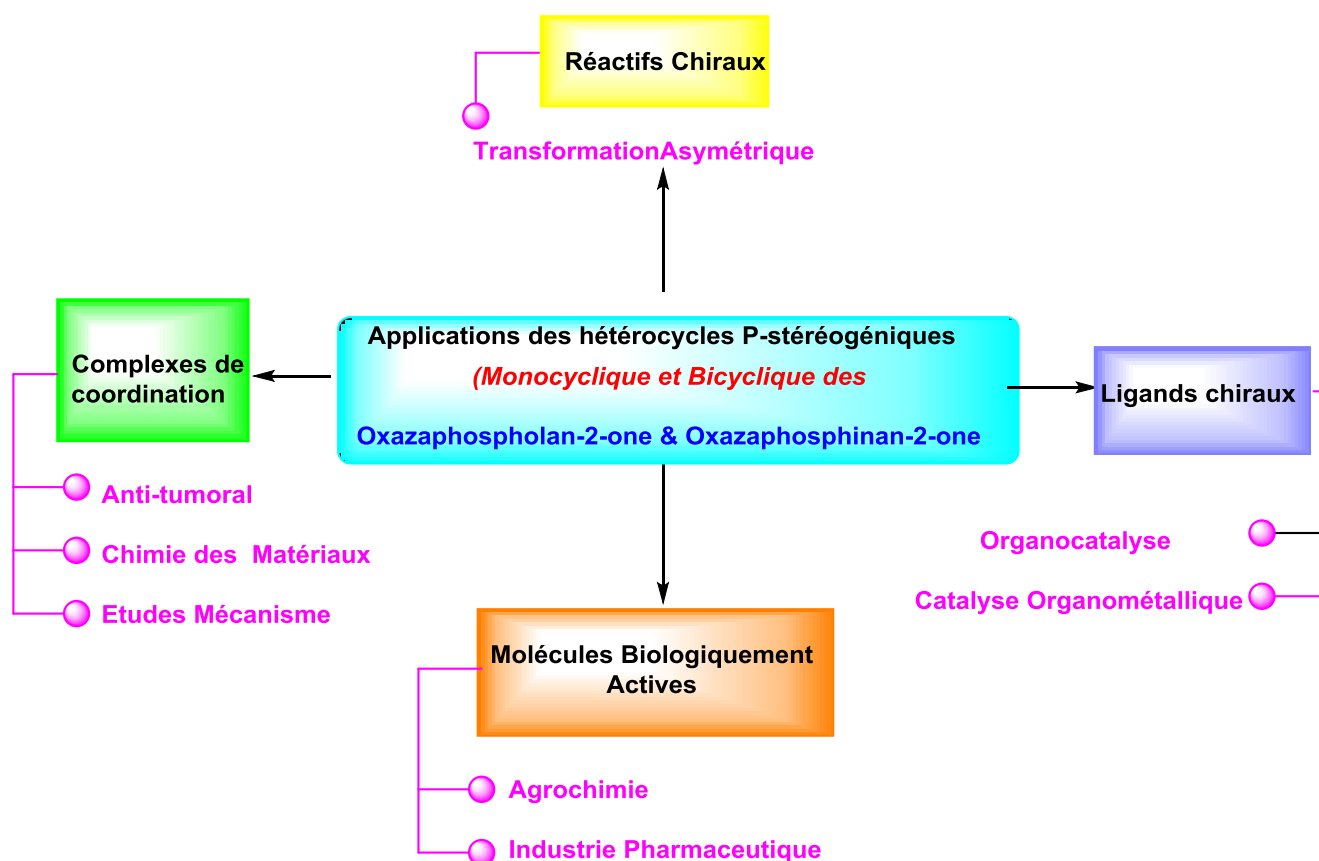 Réactifs Chiraux
TransformationAsymétrique
Applications des hétérocycles P-stéréogéniques
(Monocyclique et Bicyclique des
Oxazaphospholan-2-one & Oxazaphosphinan-2-one
Complexes de
coordination
Anti-tumoral
Chimie des Matériaux
Etudes Mécanisme
Ligands chiraux
Organocatalyse
Catalyse Organométallique
Molécules Biologiquement
Actives
Agrochimie
Industrie Pharmaceutique